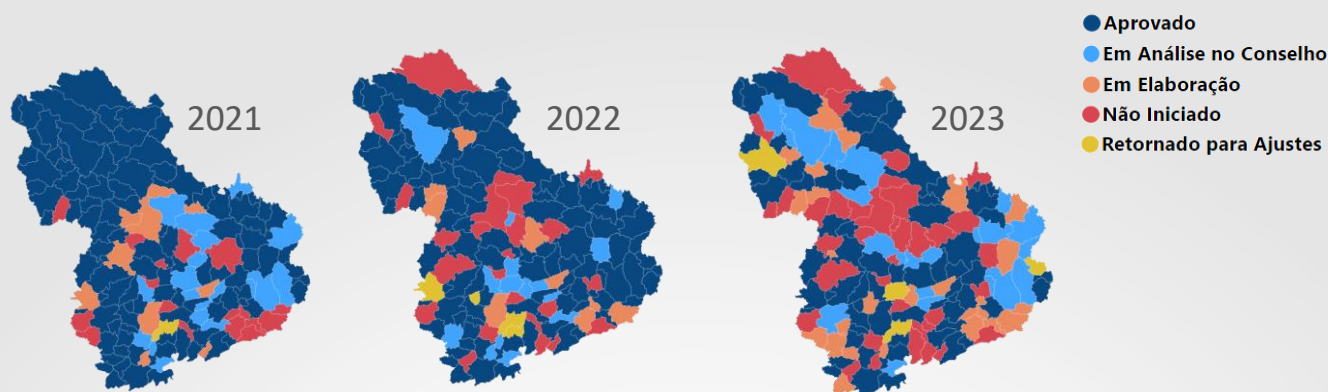 2021
2022
2023
Aprovado
Em Análise no Conselho
Em Elaboração
Não Iniciado
Retornado para Ajustes